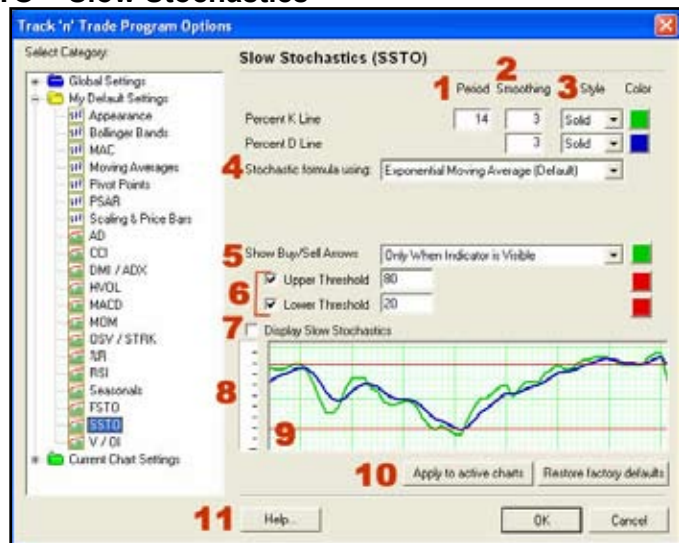 Slow Stochastics
Track 'n' Trade Program Options
Select Category:
Global Settings
My Default Settings
Appearance
Bollinger Bands
MAC
Moving Averages
Pivot Points
PSAR
Scaling & Price Bars
AD
CCI
DMI / ADX
HVOL
MACD
MOM
OSV / STRK
%R
RSI
Seasonals
FSTO
SSTO
V / OI
Current Chart Settings
Slow Stochastics (SSTO)
2
1 Period Smoothing 3 Style Color
Percent K Line 14 3 Solid
Percent D Line 3 Solid
4 Stochastic formula using: Exponential Moving Average (Default)
5 Show Buy/Sell Arrows Only When Indicator is Visible
6 Upper Threshold 80
Lower Threshold 20
7 Display Slow Stochastics
8
9
10 Apply to active charts Restore factory defaults
11 Help... OK Cancel